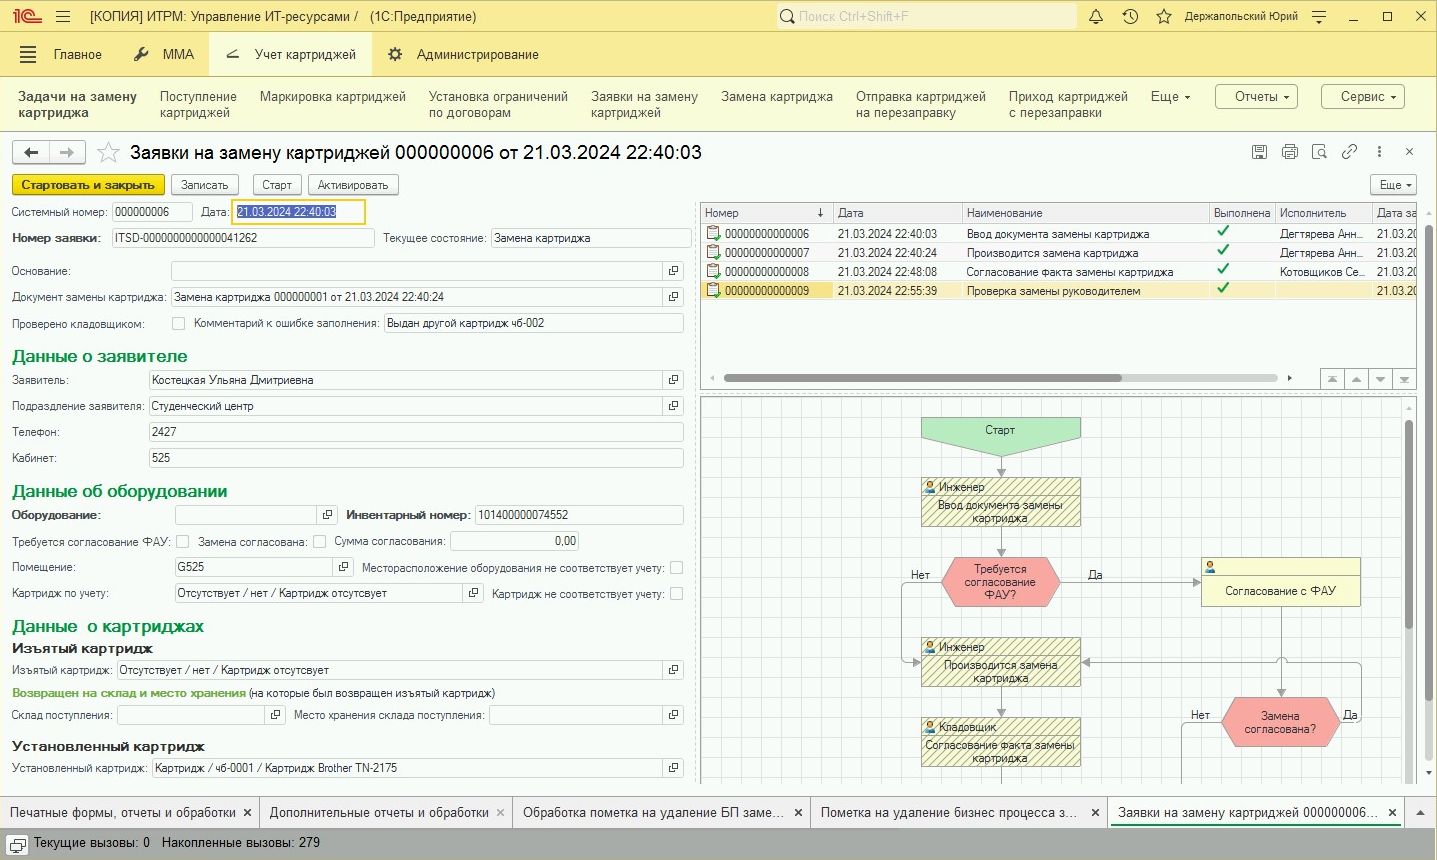 1С [КОПИЯ] ИТРМ: Управление ИТ-ресурсами / (1С:Предприятие) Поиск Ctrl+Shift+F Держапольский Юрий
Главное ММА Учет картриджей Администрирование
Задачи на замену картриджа
Поступление картриджей
Маркировка картриджей
Установка ограничений по договорам
Заявки на замену картриджей
Замена картриджа
Отправка картриджей на перезаправку
Приход картриджей с перезаправки
Еще
Отчеты
Сервис
Заявки на замену картриджей 000000006 от 21.03.2024 22:40:03
Стартовать и закрыть Записать Старт Активировать Еще
Системный номер: 000000006 Дата: 21.03.2024 22:40:03
Номер заявки: ITSD-0000000000000041262 Текущее состояние: Замена картриджа
Основание:
Документ замены картриджа: Замена картриджа 000000001 от 21.03.2024 22:40:24
Проверено кладовщиком: Комментарий к ошибке заполнения: Выдан другой картридж чб-002
Данные о заявителе
Заявитель: Костецкая Ульяна Дмитриевна
Подраздление заявителя: Студенческий центр
Телефон: 2427
Кабинет: 525
Данные об оборудовании
Оборудование: Инвентарный номер: 101400000074552
Требуется согласование ФАУ: Замена согласована: Сумма согласования: 0,00
Помещение: G525 Месторасположение оборудования не соответствует учету:
Картридж по учету: Отсутствует / нет / Картридж отсутсвует Картридж не соответствует учету:
Данные о картриджах
Изъятый картридж
Изъятый картридж: Отсутствует / нет / Картридж отсутсвует
Возвращен на склад и место хранения (на которые был возвращен изъятый картридж)
Склад поступления: Место хранения склада поступления:
Установленный картридж
Установленный картридж: Картридж / чб-0001 / Картридж Brother TN-2175
Номер Дата Наименование Выполнена Исполнитель Дата за
00000000000006 21.03.2024 22:40:03 Ввод документа замены картриджа Дегтярева Анн... 21.03.20
00000000000007 21.03.2024 22:40:24 Производится замена картриджа Дегтярева Анн... 21.03.20
00000000000008 21.03.2024 22:48:08 Согласование факта замены картриджа Котовщиков Се... 21.03.20
00000000000009 21.03.2024 22:55:39 Проверка замены руководителем 21.03.20
Старт
Инженер
Ввод документа замены
картриджа
Нет
Требуется
согласование
ФАУ?
Да
Согласование с ФАУ
Инженер
Производится замена
картриджа
Кладовщик
Согласование факта замены
картриджа
Нет
Замена
согласована?
Да
Печатные формы, отчеты и обработки Дополнительные отчеты и обработки Обработка пометка на удаление БП заме... Пометка на удаление бизнес процесса з... Заявки на замену картриджей 000000006...
Текущие вызовы: 0 Накопленные вызовы: 279